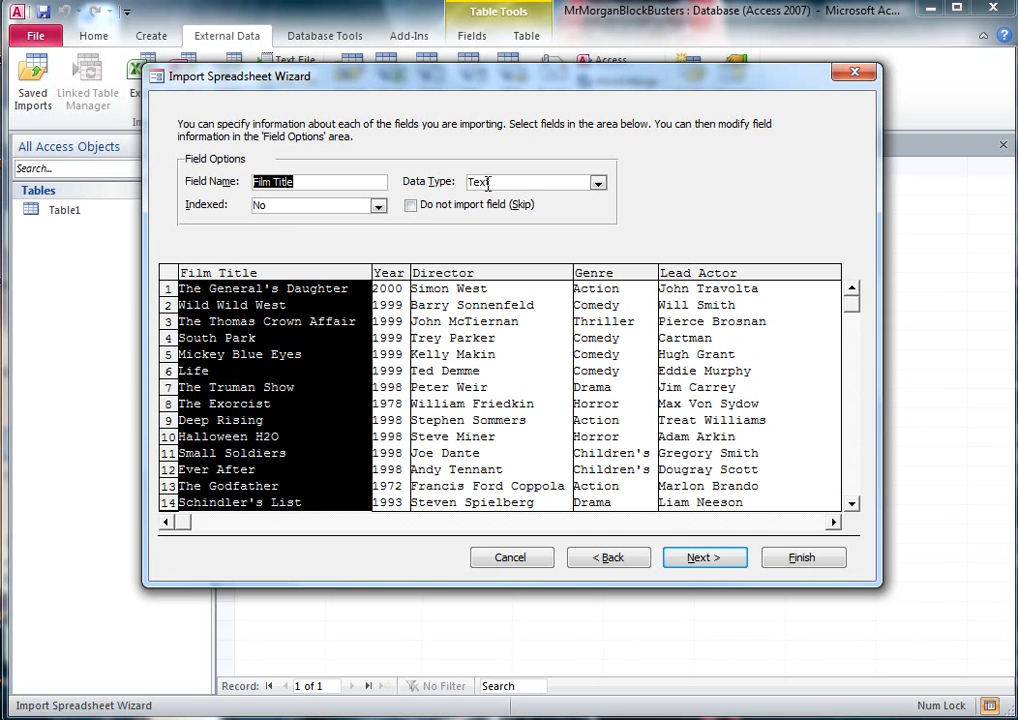 Table Tools
MrMorganBlockBusters : Database (Access 2007) - Microsoft Ac...
File Home Create External Data Database Tools Add-Ins Fields Table
Saved Imports
Linked Table Manager
Text File
Access
Import Spreadsheet Wizard
All Access Objects
Search...
Tables
Table1
You can specify information about each of the fields you are importing. Select fields in the area below. You can then modify field
information in the 'Field Options' area.
Field Options
Field Name: Film Title Data Type: Text
Indexed: No Do not import field (Skip)
Film Title Year Director Genre Lead Actor
1 The General's Daughter 2000 Simon West Action John Travolta
2 Wild Wild West 1999 Barry Sonnenfeld Comedy Will Smith
3 The Thomas Crown Affair 1999 John McTiernan Thriller Pierce Brosnan
4 South Park 1999 Trey Parker Comedy Cartman
5 Mickey Blue Eyes 1999 Kelly Makin Comedy Hugh Grant
6 Life 1999 Ted Demme Comedy Eddie Murphy
7 The Truman Show 1998 Peter Weir Drama Jim Carrey
8 The Exorcist 1978 William Friedkin Horror Max Von Sydow
9 Deep Rising 1998 Stephen Sommers Action Treat Williams
10 Halloween H2O 1998 Steve Miner Horror Adam Arkin
11 Small Soldiers 1998 Joe Dante Children's Gregory Smith
12 Ever After 1998 Andy Tennant Children's Dougray Scott
13 The Godfather 1972 Francis Ford Coppola Action Marlon Brando
14 Schindler's List 1993 Steven Spielberg Drama Liam Neeson
Cancel < Back Next > Finish
Record: 1 of 1 No Filter Search
Import Spreadsheet Wizard Num Lock